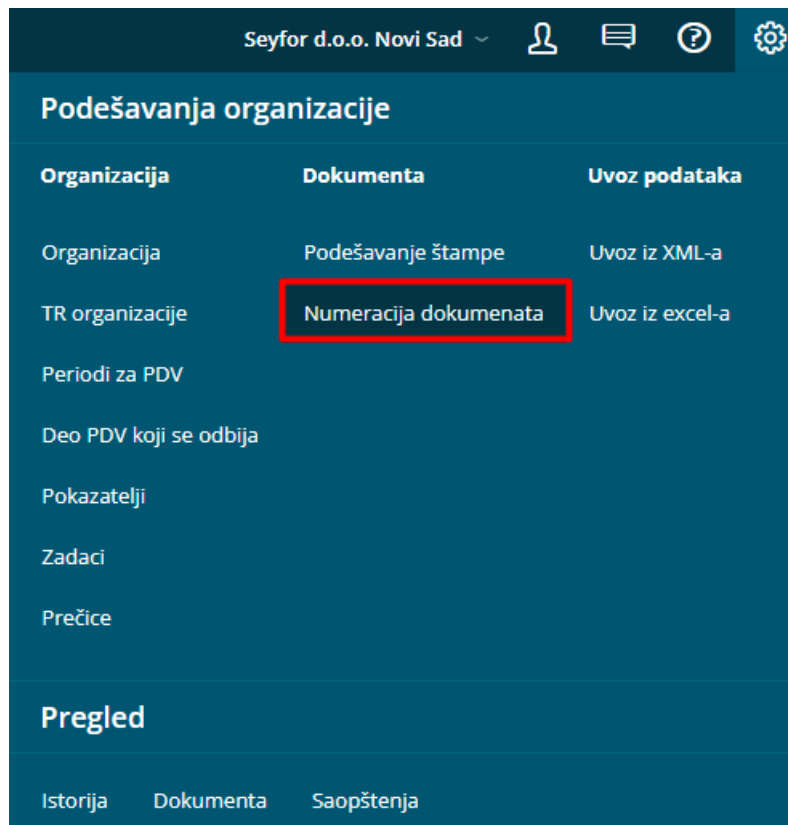 Seyfor d.o.o. Novi Sad
Podešavanja organizacije
Organizacija Dokumenta Uvoz podataka
Organizacija Podešavanje štampe Uvoz iz XML-a
TR organizacije Numeracija dokumenata Uvoz iz excel-a
Periodi za PDV
Deo PDV koji se odbija
Pokazatelji
Zadaci
Prečice
Pregled
Istorija Dokumenta Saopštenja